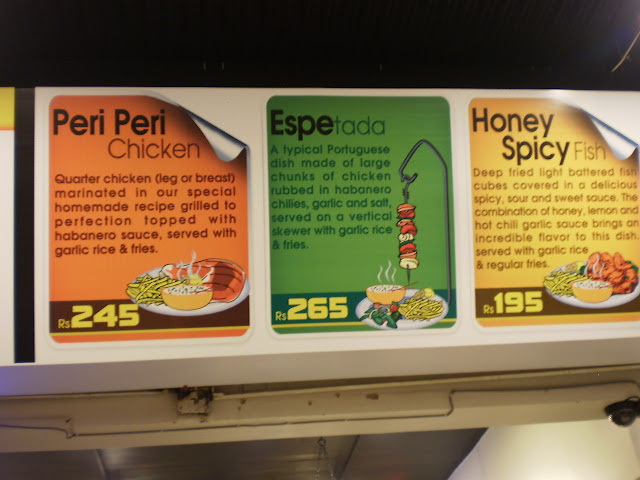 Peri Peri
Chicken
Quarter chicken (leg or breast)
marinated in our special
homemade recipe grilled to
perfection topped with
habanero sauce, served with
garlic rice & fries.
Rs 245
Espetada
A typical Portuguese
dish made of large
chunks of chicken
rubbed in habanero
chilies, garlic and salt,
served on a vertical
skewer with garlic rice
& fries.
Rs 265
Honey
Spicy Fish
Deep fried light battered fish
cubes covered in a delicious
spicy, sour and sweet sauce. The
combination of honey, lemon and
hot chili garlic sauce brings an
incredible flavor to this dish.
served with garlic rice
& regular fries.
Rs 195